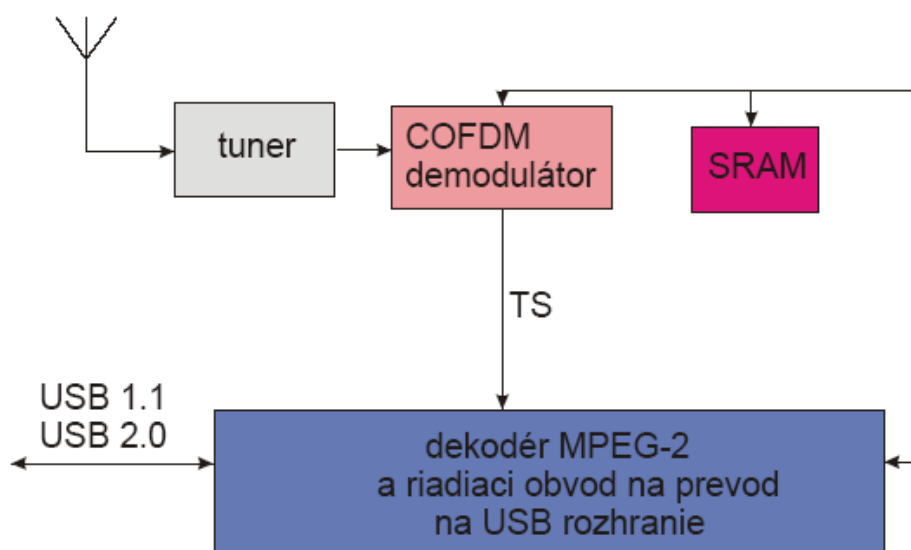 tuner
COFDM
demodulátor
SRAM
TS
USB 1.1
USB 2.0
dekodér MPEG-2
a riadiaci obvod na prevod
na USB rozhranie